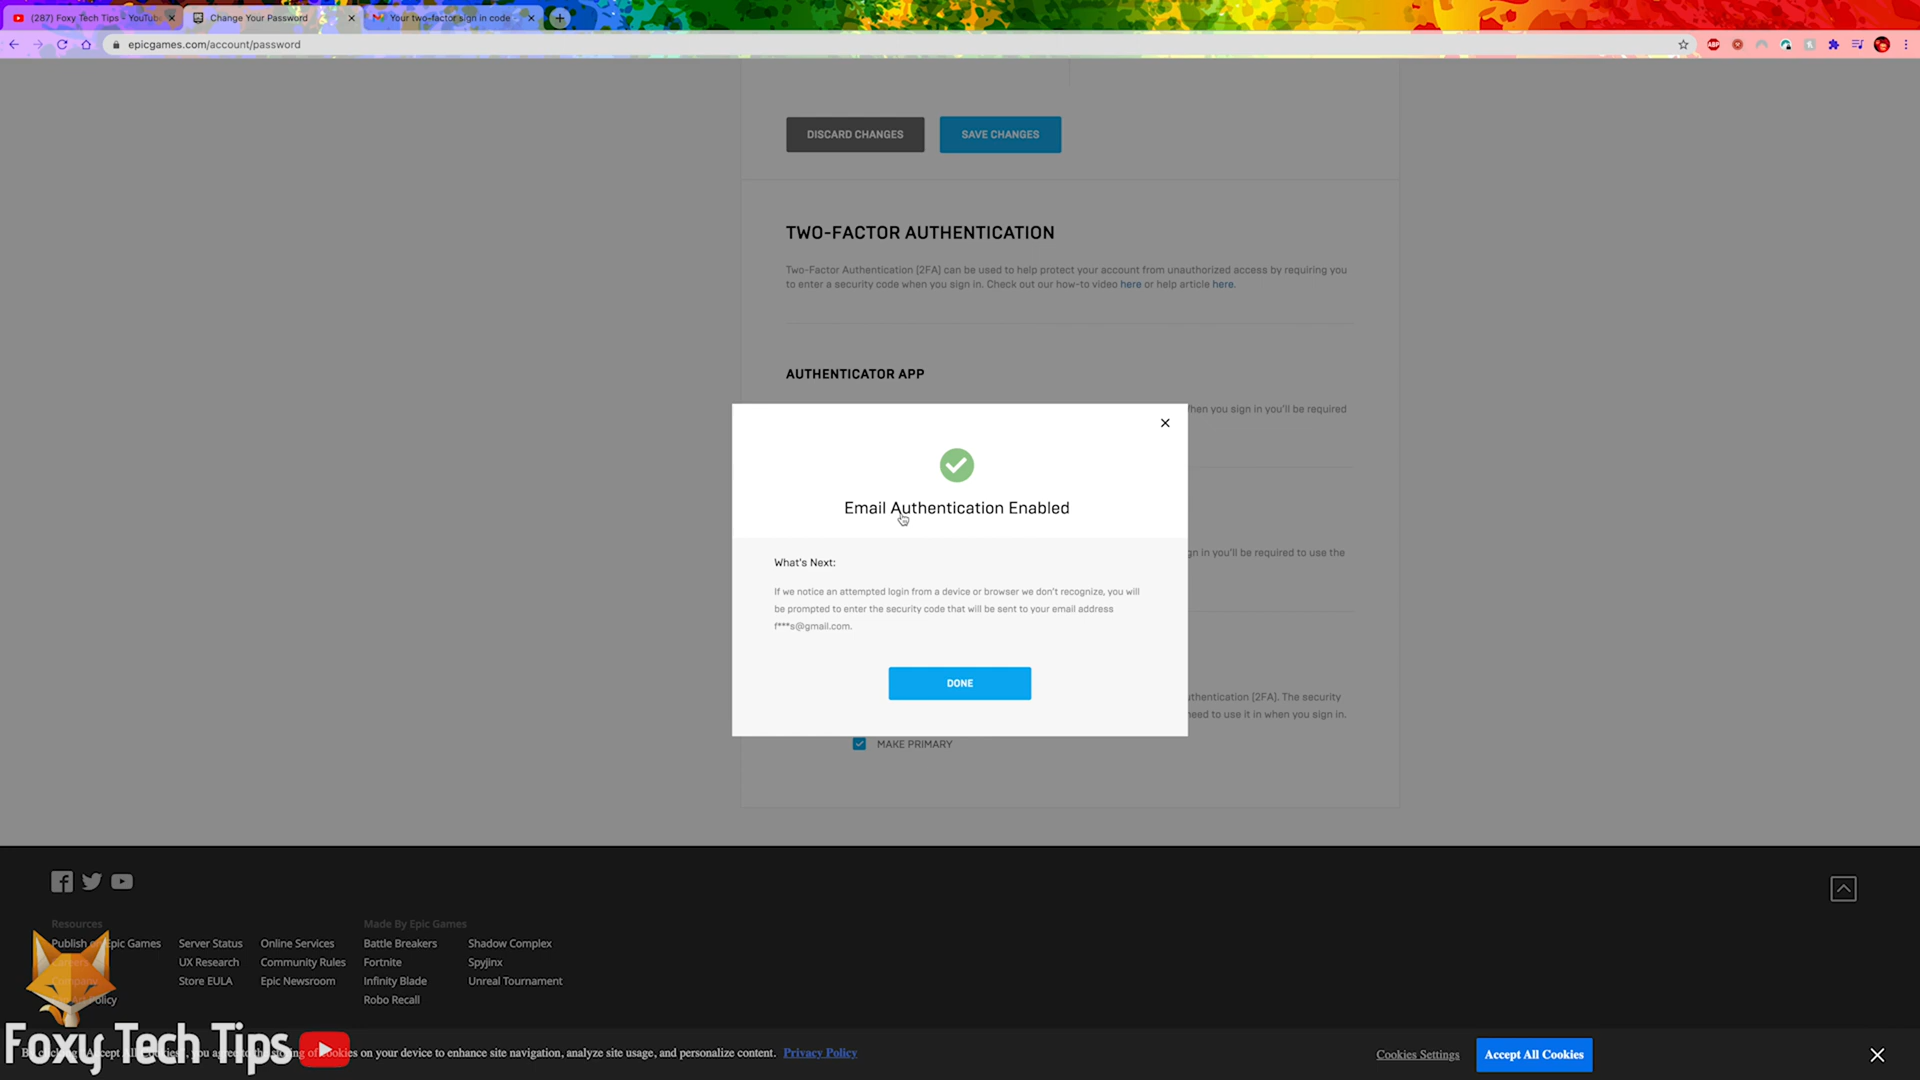 (287) Foxy Tech Tips - YouTube
Change Your Password
Your two-factor sign in code
epicgames.com/account/password
DISCARD CHANGES
SAVE CHANGES
TWO-FACTOR AUTHENTICATION
Two-Factor Authentication (2FA) can be used to help protect your account from unauthorized access by requiring you
to enter a security code when you sign in. Check out our how-to video here or help article here.
AUTHENTICATOR APP
when you sign in you'll be required
Email Authentication Enabled
What's Next:
If we notice an attempted login from a device or browser we don't recognize, you will
be prompted to enter the security code that will be sent to your email address
f***s@gmail.com.
in you'll be required to use the
DONE
(2FA). The security
need to use it in when you sign in.
MAKE PRIMARY
Resources
Made By Epic Games
Publish Epic Games
Server Status
Online Services
Battle Breakers
Shadow Complex
UX Research
Community Rules
Fortnite
Spyjinx
Company
Store EULA
Epic Newsroom
Infinity Blade
Unreal Tournament
Policy
Robo Recall
Foxy Tech Tips
cookies on your device to enhance site navigation, analyze site usage, and personalize content. Privacy Policy
Cookies Settings
Accept All Cookies
ABP